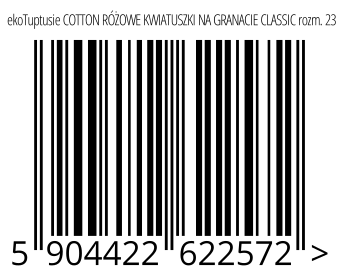 ekoTuptusie COTTON RÓŻOWE KWIATUSZKI NA GRANACIE CLASSIC rozm. 23
5 904422 622572 >